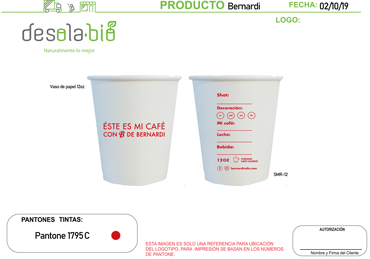 PRODUCTO Bernardi
FECHA: 02/10/19
LOGO:
desola·bio
Naturalmente lo mejor
Vaso de papel 12oz
ÉSTE ES MI CAFÉ
CON B DE BERNARDI
Shot:
Decoración:
Mi café:
Leche:
Bebida:
12OZ
SMR-12
PANTONES TINTAS:
Pantone 1795 C
ESTA IMAGEN ES SOLO UNA REFERENCIA PARA UBICACIÓN
DEL LOGOTIPO. PARA IMPRESIÓN SE BASAN EN LOS NÚMEROS
DE PANTONE.
AUTORIZACIÓN
Nombre y Firma del Cliente